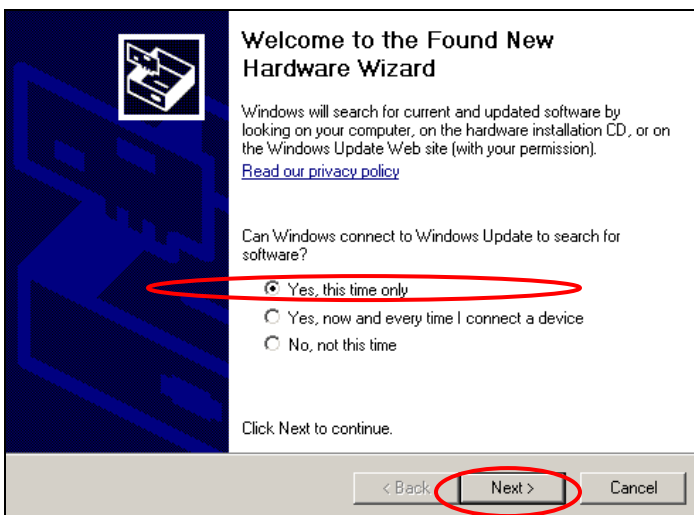 Welcome to the Found New
Hardware Wizard
Windows will search for current and updated software by
looking on your computer, on the hardware installation CD, or on
the Windows Update Web site (with your permission).
Read our privacy policy
Can Windows connect to Windows Update to search for
software?
Yes, this time only
Yes, now and every time I connect a device
No, not this time
Click Next to continue.
< Back Next > Cancel